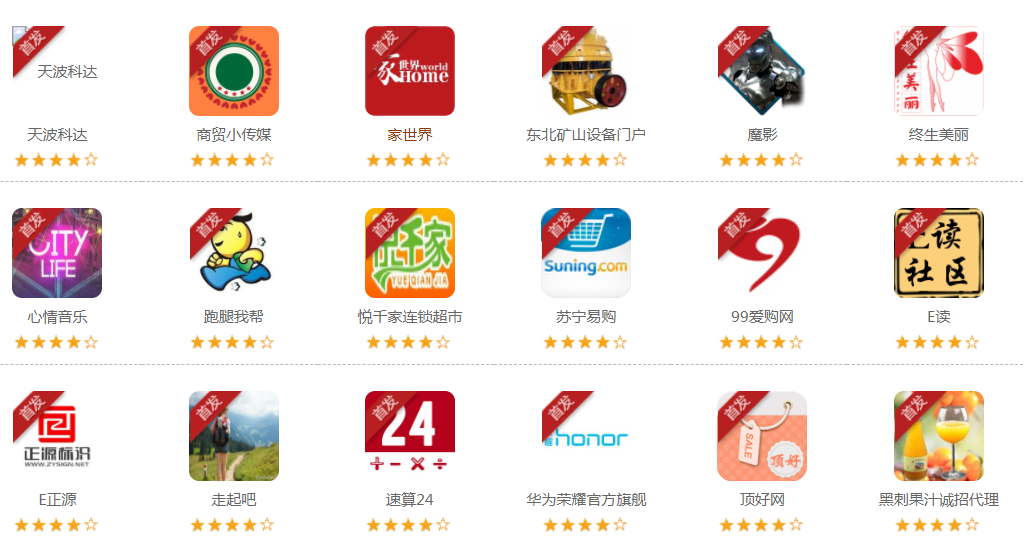 首发 首发 首发 首发 首发 首发
天波科达
家世界world
Home
生
美
丽
天波科达 商贸小传媒 家世界 东北矿山设备门户 魔影 终生美丽
首发 首发 首发 首发 首发 首发
CITY
LIFE
悦千家
YUE QIAN JIA
Suning.com
E读
社区
心情音乐 跑腿我帮 悦千家连锁超市 苏宁易购 99爱购网 E读
首发 首发 首发 首发 首发 首发
正源标识
WWW.ZYSIGN.NET
24
+ − × ÷
honor
SALE
顶好
E正源 走起吧 速算24 华为荣耀官方旗舰 顶好网 黑刺果汁诚招代理